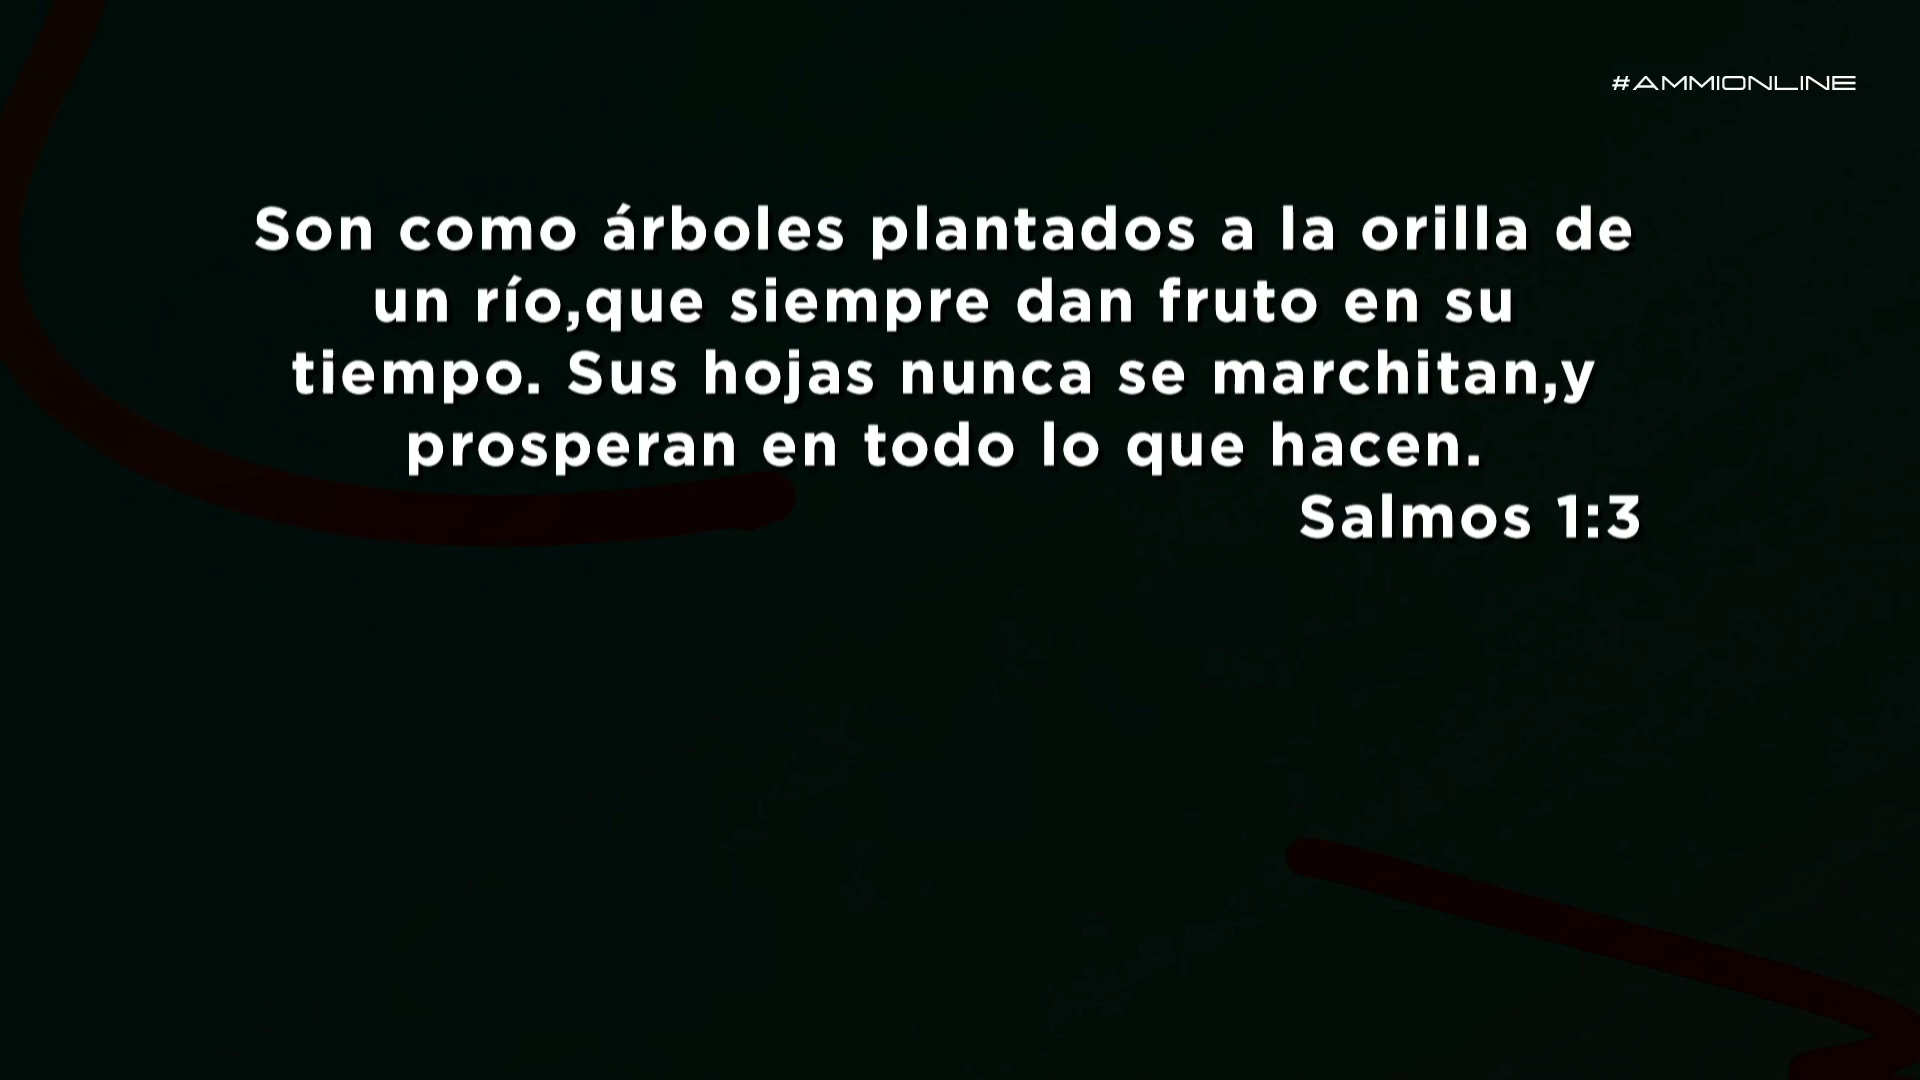 #AMMIONLINE
Son como árboles plantados a la orilla de
un río,que siempre dan fruto en su
tiempo. Sus hojas nunca se marchitan,y
prosperan en todo lo que hacen.
Salmos 1:3